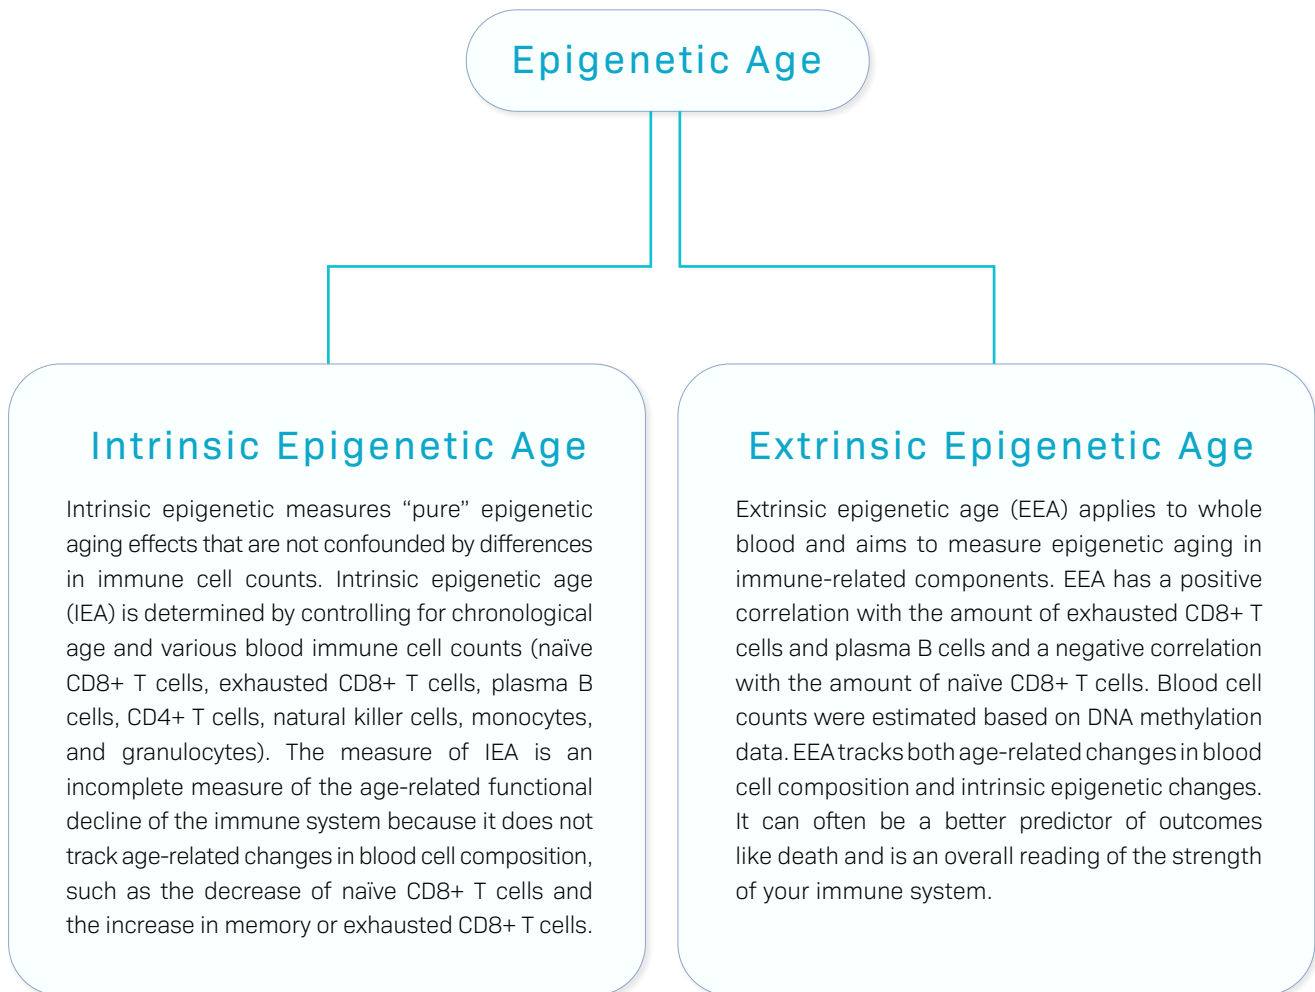 Epigenetic Age
Intrinsic Epigenetic Age
Intrinsic epigenetic measures “pure” epigenetic
aging effects that are not confounded by differences
in immune cell counts. Intrinsic epigenetic age
(IEA) is determined by controlling for chronological
age and various blood immune cell counts (naïve
CD8+ T cells, exhausted CD8+ T cells, plasma B
cells, CD4+ T cells, natural killer cells, monocytes,
and granulocytes). The measure of IEA is an
incomplete measure of the age-related functional
decline of the immune system because it does not
track age-related changes in blood cell composition,
such as the decrease of naïve CD8+ T cells and
the increase in memory or exhausted CD8+ T cells.
Extrinsic Epigenetic Age
Extrinsic epigenetic age (EEA) applies to whole
blood and aims to measure epigenetic aging in
immune-related components. EEA has a positive
correlation with the amount of exhausted CD8+ T
cells and plasma B cells and a negative correlation
with the amount of naïve CD8+ T cells. Blood cell
counts were estimated based on DNA methylation
data. EEA tracks both age-related changes in blood
cell composition and intrinsic epigenetic changes.
It can often be a better predictor of outcomes
like death and is an overall reading of the strength
of your immune system.